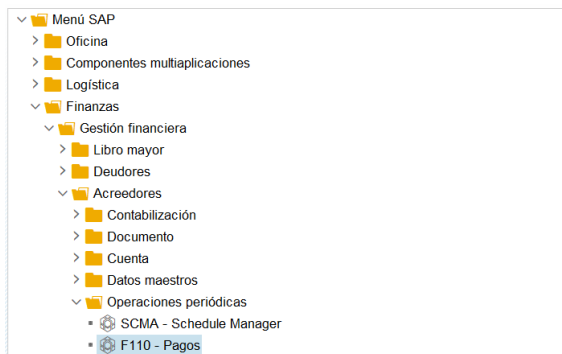 Menú SAP
Oficina
Componentes multiaplicaciones
Logística
Finanzas
Gestión financiera
Libro mayor
Deudores
Acreedores
Contabilización
Documento
Cuenta
Datos maestros
Operaciones periódicas
SCMA - Schedule Manager
F110 - Pagos